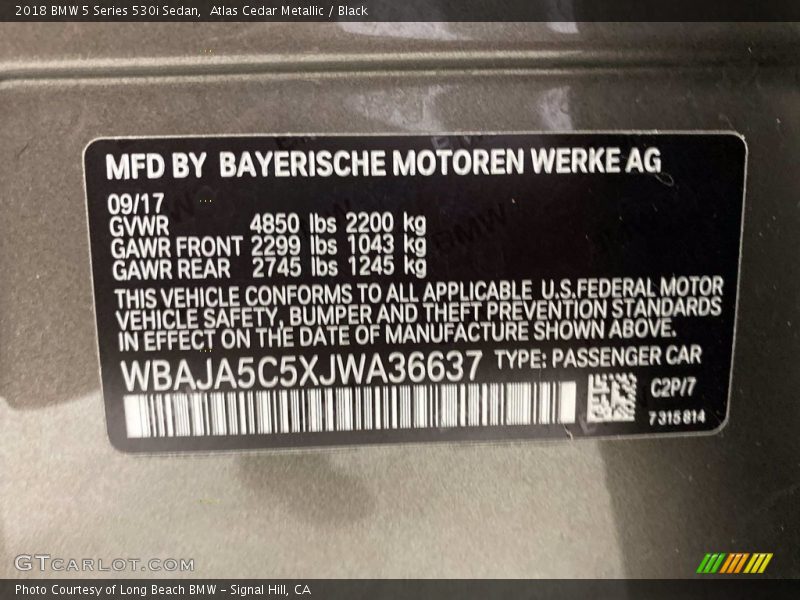 2018 BMW 5 Series 530i Sedan,  Atlas Cedar Metallic / Black
MFD BY BAYERISCHE MOTOREN WERKE AG
09/17
GVWR 4850 lbs 2200 kg
GAWR FRONT 2299 lbs 1043 kg
GAWR REAR 2745 lbs 1245 kg
THIS VEHICLE CONFORMS TO ALL APPLICABLE U.S.FEDERAL MOTOR
VEHICLE SAFETY, BUMPER AND THEFT PREVENTION STANDARDS
IN EFFECT ON THE DATE OF MANUFACTURE SHOWN ABOVE.
WBAJA5C5XJWA36637 TYPE: PASSENGER CAR
C2P/7
7315814
GTCARLOT.COM
Photo Courtesy of Long Beach BMW - Signal Hill, CA